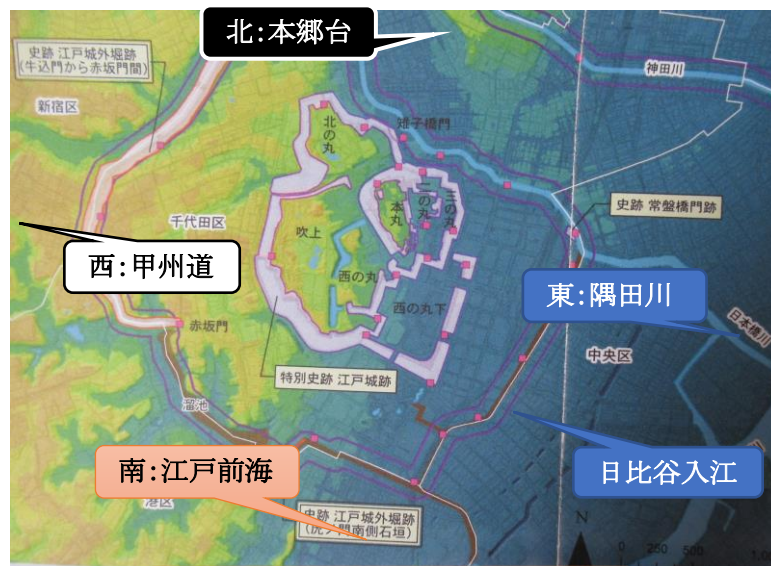 北：本郷台
史跡 江戸城外堀跡
(牛込門から赤坂門間)
神田川
新宿区
北の丸
雉子橋門
千代田区
本丸
二の丸
三の丸
史跡 常盤橋門跡
吹上
西：甲州道
西の丸
西の丸下
東：隅田川
日本橋川
赤坂門
中央区
特別史跡 江戸城跡
溜池
南：江戸前海
日比谷入江
港区
史跡 江戸城外堀跡
(虎ノ門南側石垣)
N
0 250 500